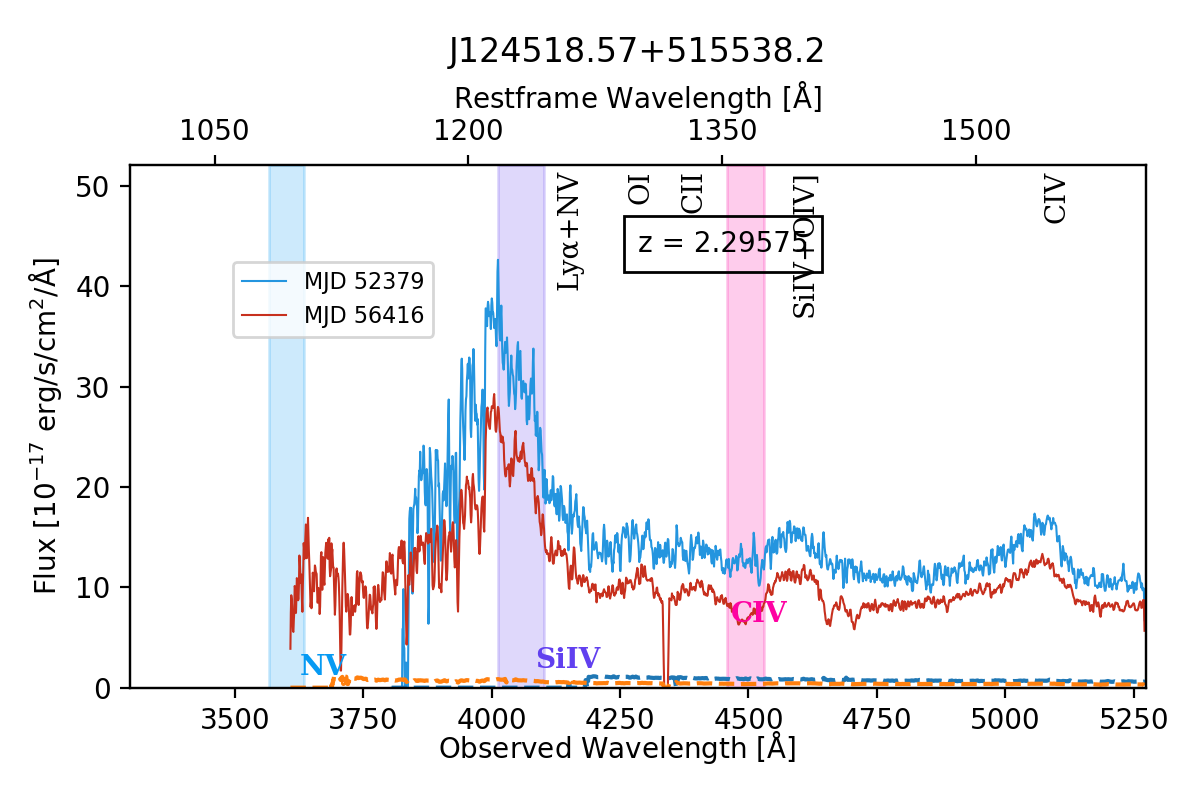 J124518.57+515538.2
Restframe Wavelength [Å]
1050 1200 1350 1500
Flux [10⁻¹⁷ erg/s/cm²/Å]
50
40
30
20
10
0
MJD 52379
MJD 56416
Lyα+NV
OI
CII
SiIV+OIV]
CIV
z = 2.29575
NV
SiIV
CIV
3500 3750 4000 4250 4500 4750 5000 5250
Observed Wavelength [Å]